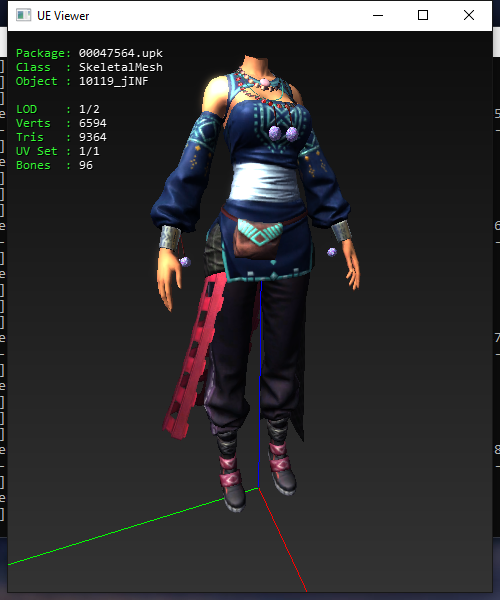 UE Viewer
Package: 00047564.upk
Class  : SkeletalMesh
Object : 10119_jINF
LOD    : 1/2
Verts  : 6594
Tris   : 9364
UV Set : 1/1
Bones  : 96